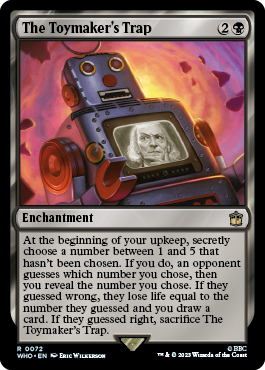 The Toymaker's Trap 2
Enchantment
At the beginning of your upkeep, secretly
choose a number between 1 and 5 that
hasn't been chosen. If you do, an opponent
guesses which number you chose, then
you reveal the number you chose. If they
guessed wrong, they lose life equal to the
number they guessed and you draw a
card. If they guessed right, sacrifice The
Toymaker's Trap.
R 0072 © BBC
WHO • EN Eric Wilkerson ™ & © 2023 Wizards of the Coast